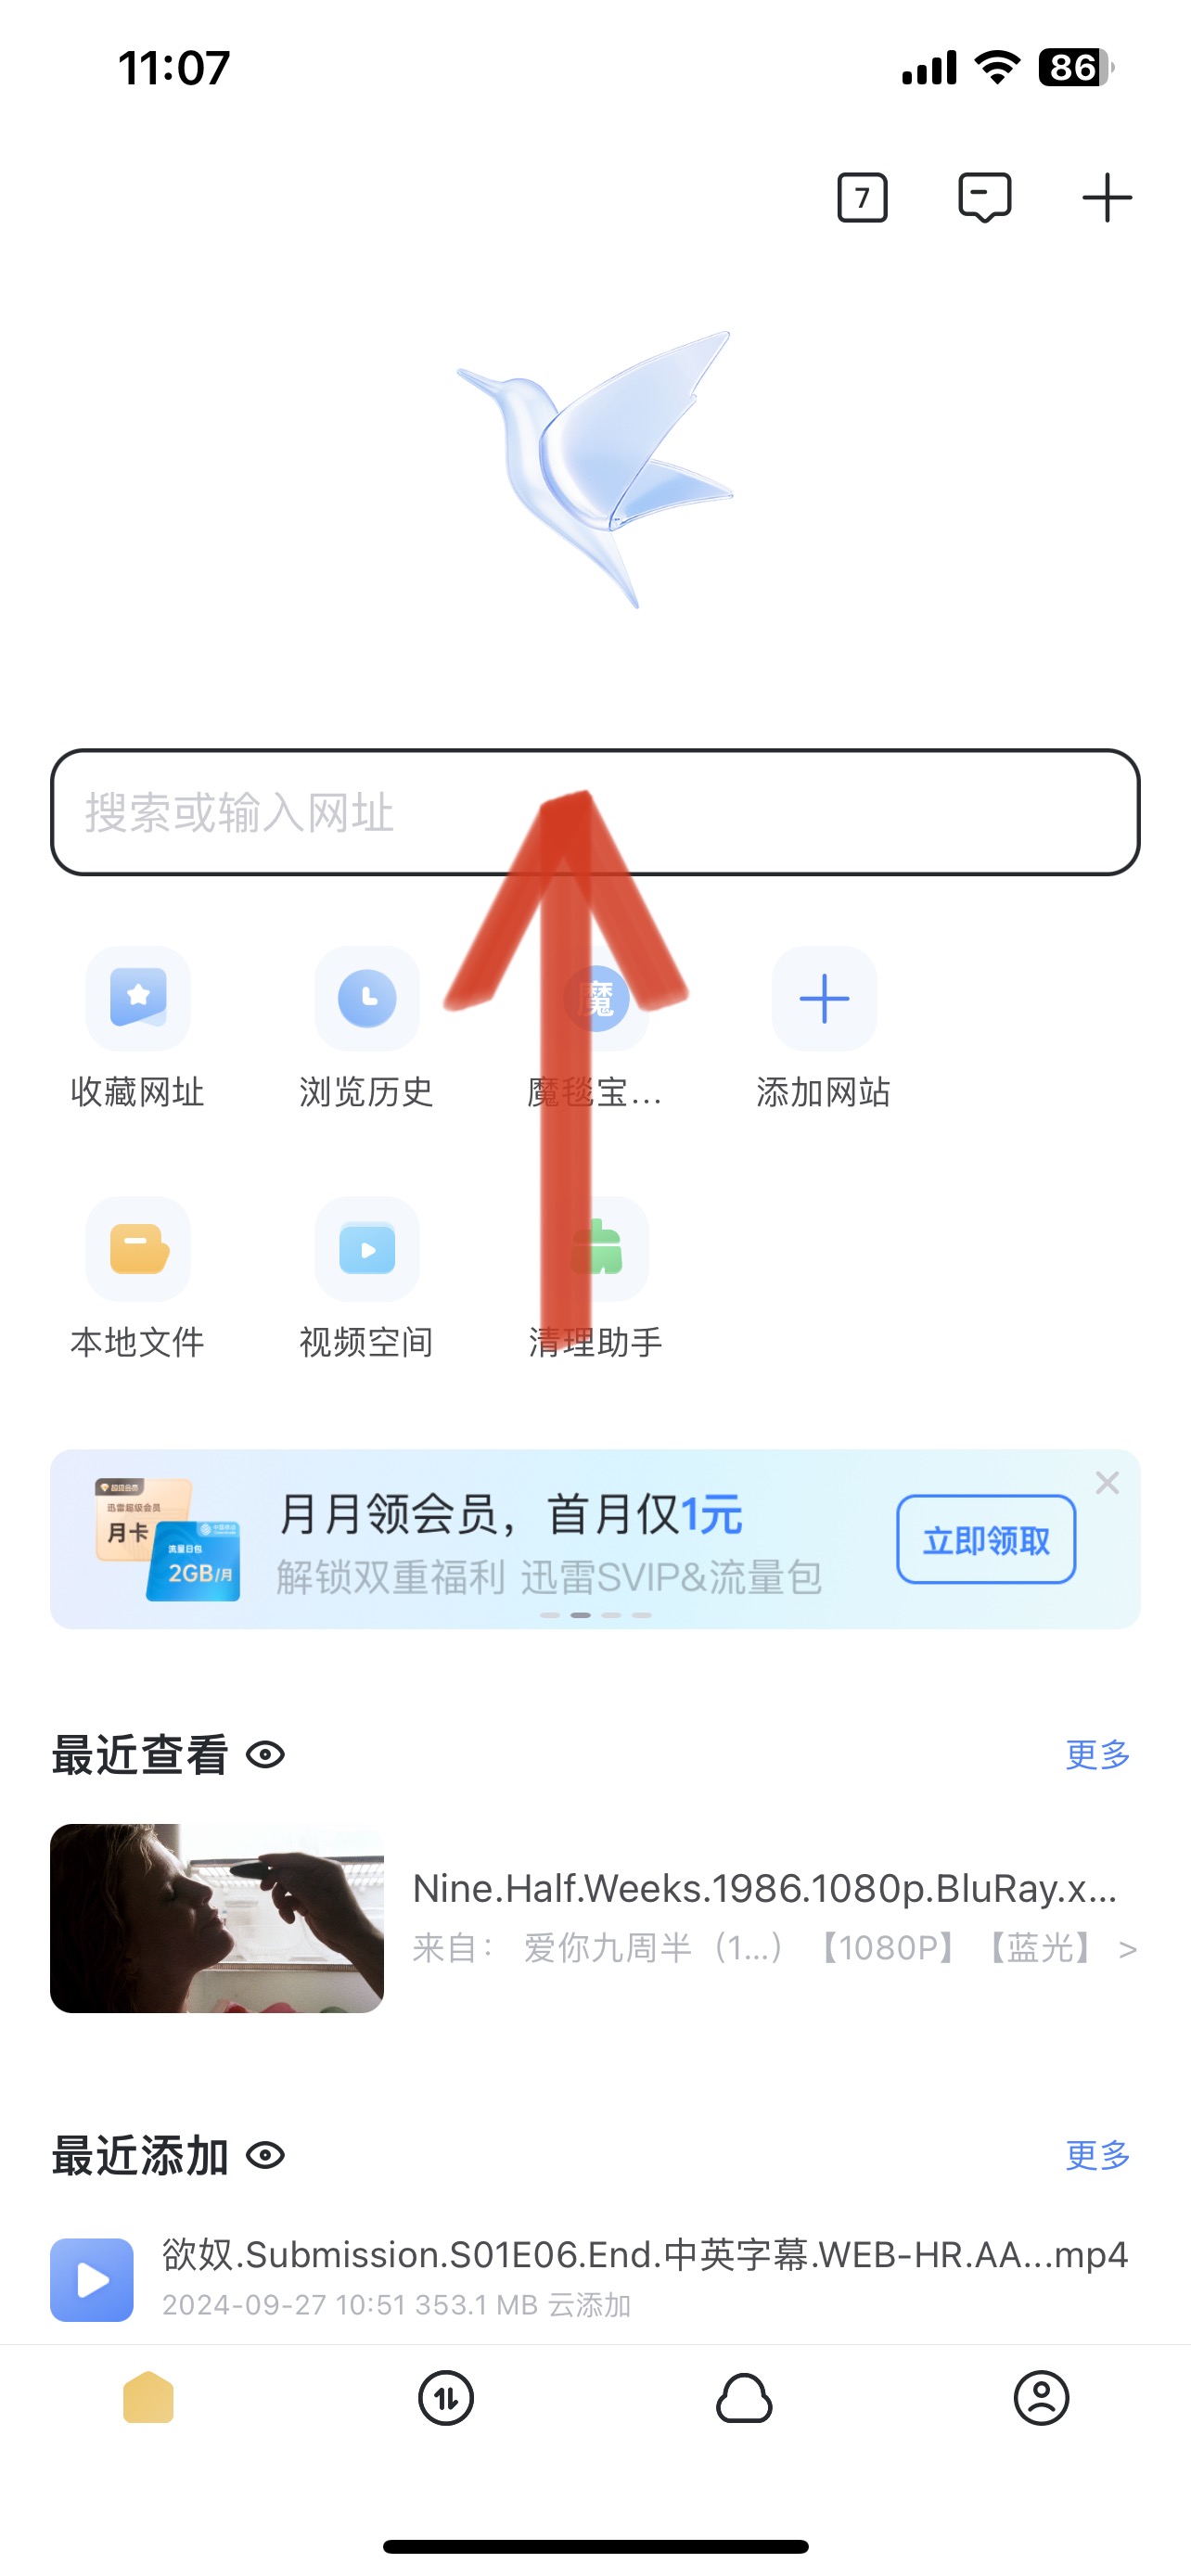 11:07
86
7
搜索或输入网址
魔
收藏网址
浏览历史
魔毯宝...
添加网站
本地文件
视频空间
清理助手
超级会员
迅雷超级会员
月卡
中国移动
流量日包
2GB/月
月月领会员，首月仅1元
解锁双重福利 迅雷SVIP&流量包
立即领取
最近查看
更多
Nine.Half.Weeks.1986.1080p.BluRay.x...
来自： 爱你九周半（1...）【1080P】【蓝光】 >
最近添加
更多
欲奴.Submission.S01E06.End.中英字幕.WEB-HR.AA...mp4
2024-09-27 10:51 353.1 MB 云添加